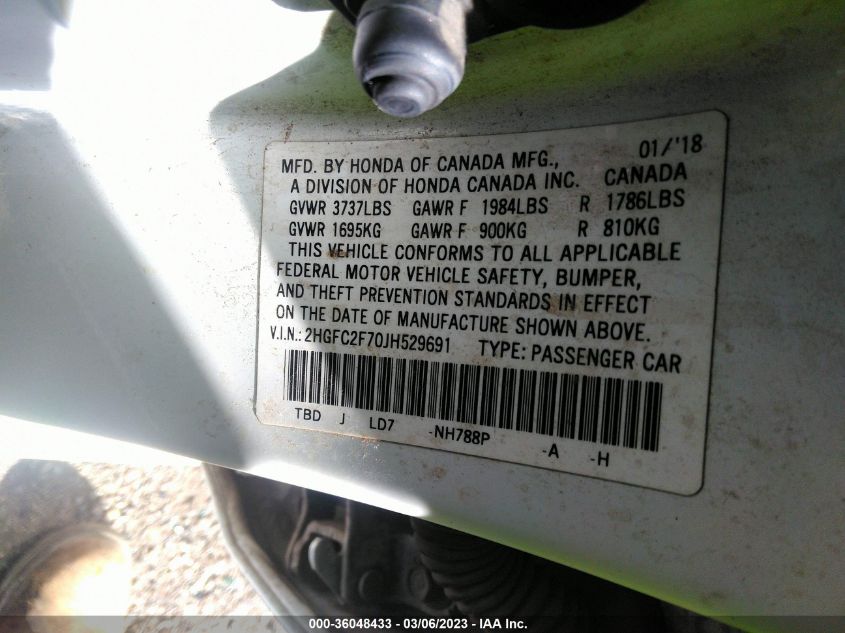 01/'18
MFD. BY HONDA OF CANADA MFG.,
A DIVISION OF HONDA CANADA INC. CANADA
GVWR 3737LBS GAWR F 1984LBS R 1786LBS
GVWR 1695KG GAWR F 900KG R 810KG
THIS VEHICLE CONFORMS TO ALL APPLICABLE
FEDERAL MOTOR VEHICLE SAFETY, BUMPER,
AND THEFT PREVENTION STANDARDS IN EFFECT
ON THE DATE OF MANUFACTURE SHOWN ABOVE.
V.I.N.: 2HGFC2F70JH529691 TYPE: PASSENGER CAR
TBD J LD7 -NH788P -A -H
000-36048433 - 03/06/2023 - IAA Inc.